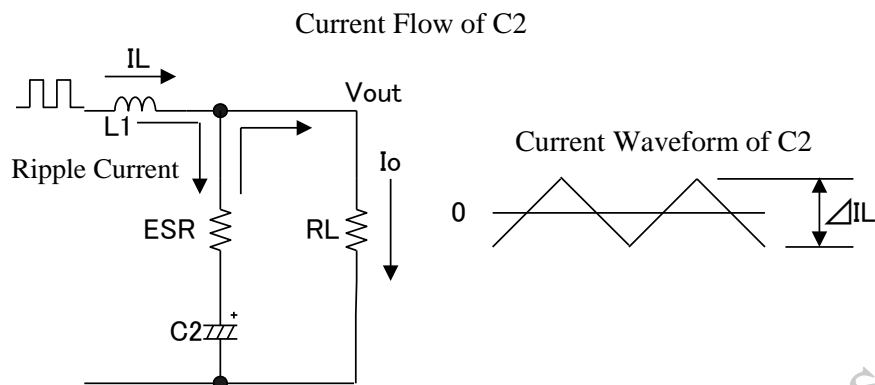 Current Flow of C2
IL
Vout
L1
Current Waveform of C2
Ripple Current
Io
0
⊿IL
ESR
RL
+
C2